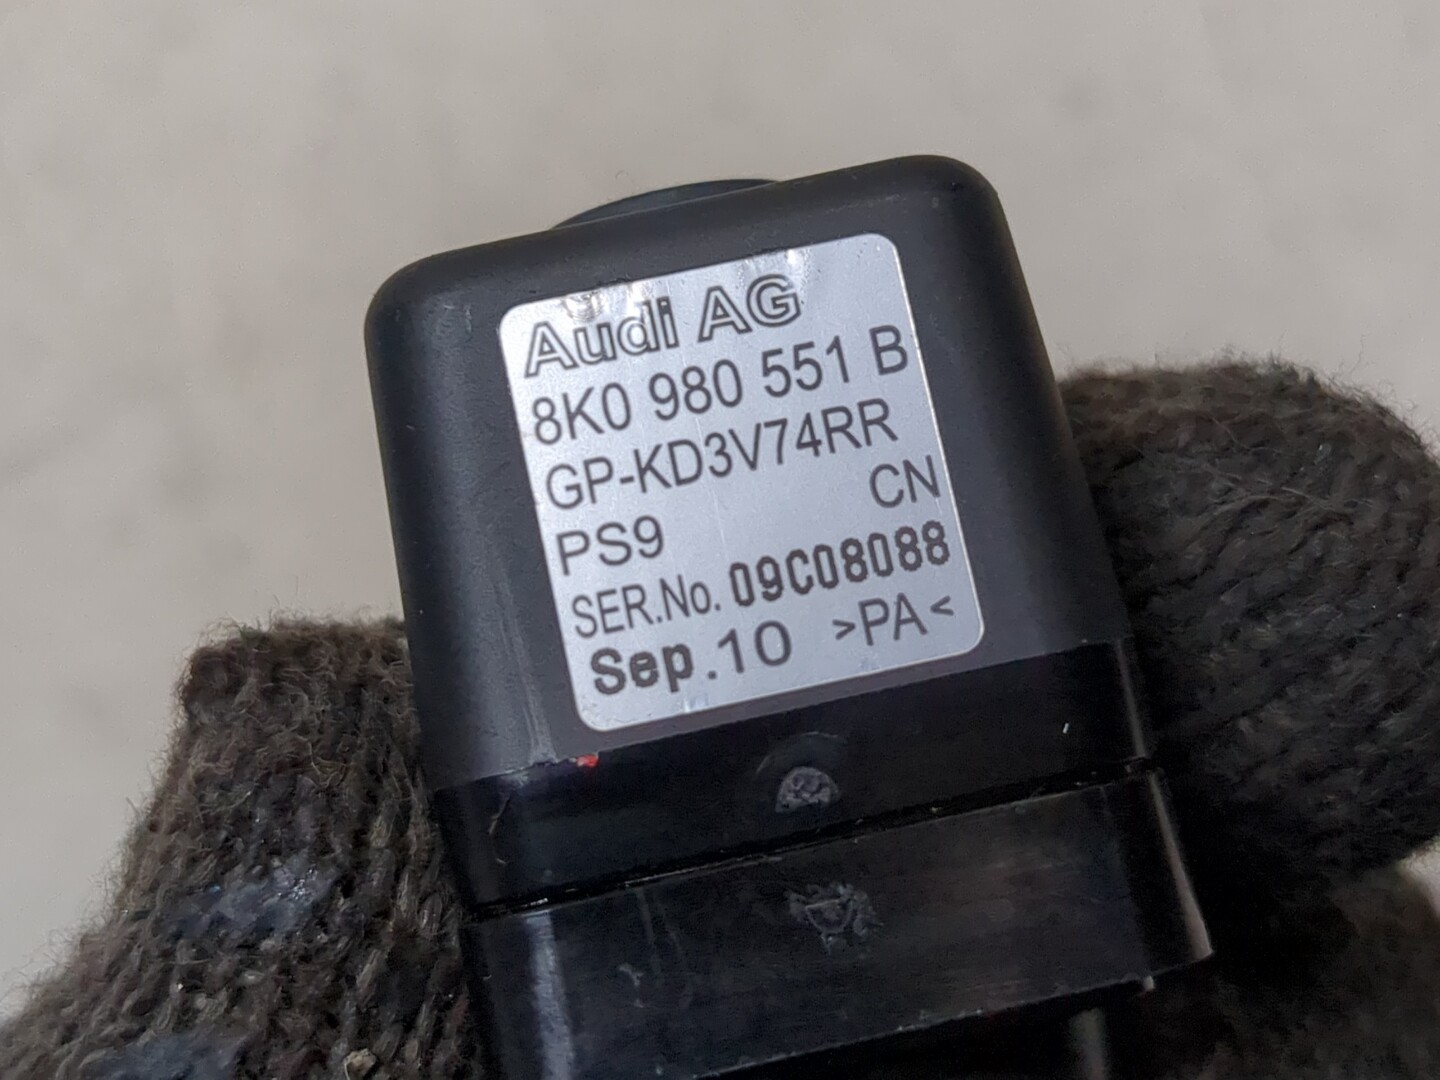 Audi AG
8K0 980 551 B
GP-KD3V74RR
CN
PS9
SER.No. 09C08088
Sep.10 >PA<